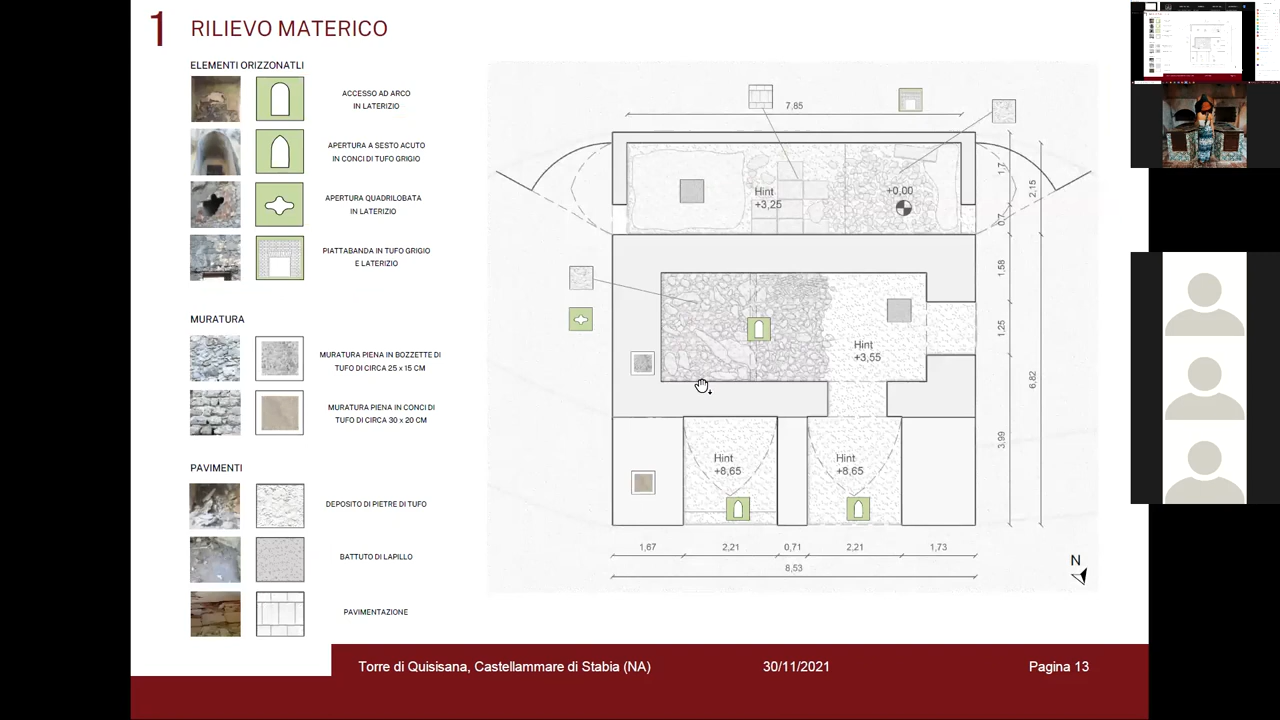 1 RILIEVO MATERICO
ELEMENTI ORIZZONATLI
ACCESSO AD ARCO
IN LATERIZIO
APERTURA A SESTO ACUTO
IN CONCI DI TUFO GRIGIO
APERTURA QUADRILOBATA
IN LATERIZIO
PIATTABANDA IN TUFO GRIGIO
E LATERIZIO
MURATURA
MURATURA PIENA IN BOZZETTE DI
TUFO DI CIRCA 25 x 15 CM
MURATURA PIENA IN CONCI DI
TUFO DI CIRCA 30 x 20 CM
PAVIMENTI
DEPOSITO DI PIETRE DI TUFO
BATTUTO DI LAPILLO
PAVIMENTAZIONE
7,85
Hint
+3,25
+0,00
1,7
0,7
2,15
1,58
1,25
3,99
6,82
Hint
+3,55
Hint
+8,65
Hint
+8,65
1,67
2,21
0,71
2,21
1,73
8,53
N
Torre di Quisisana, Castellammare di Stabia (NA)
30/11/2021
Pagina 13